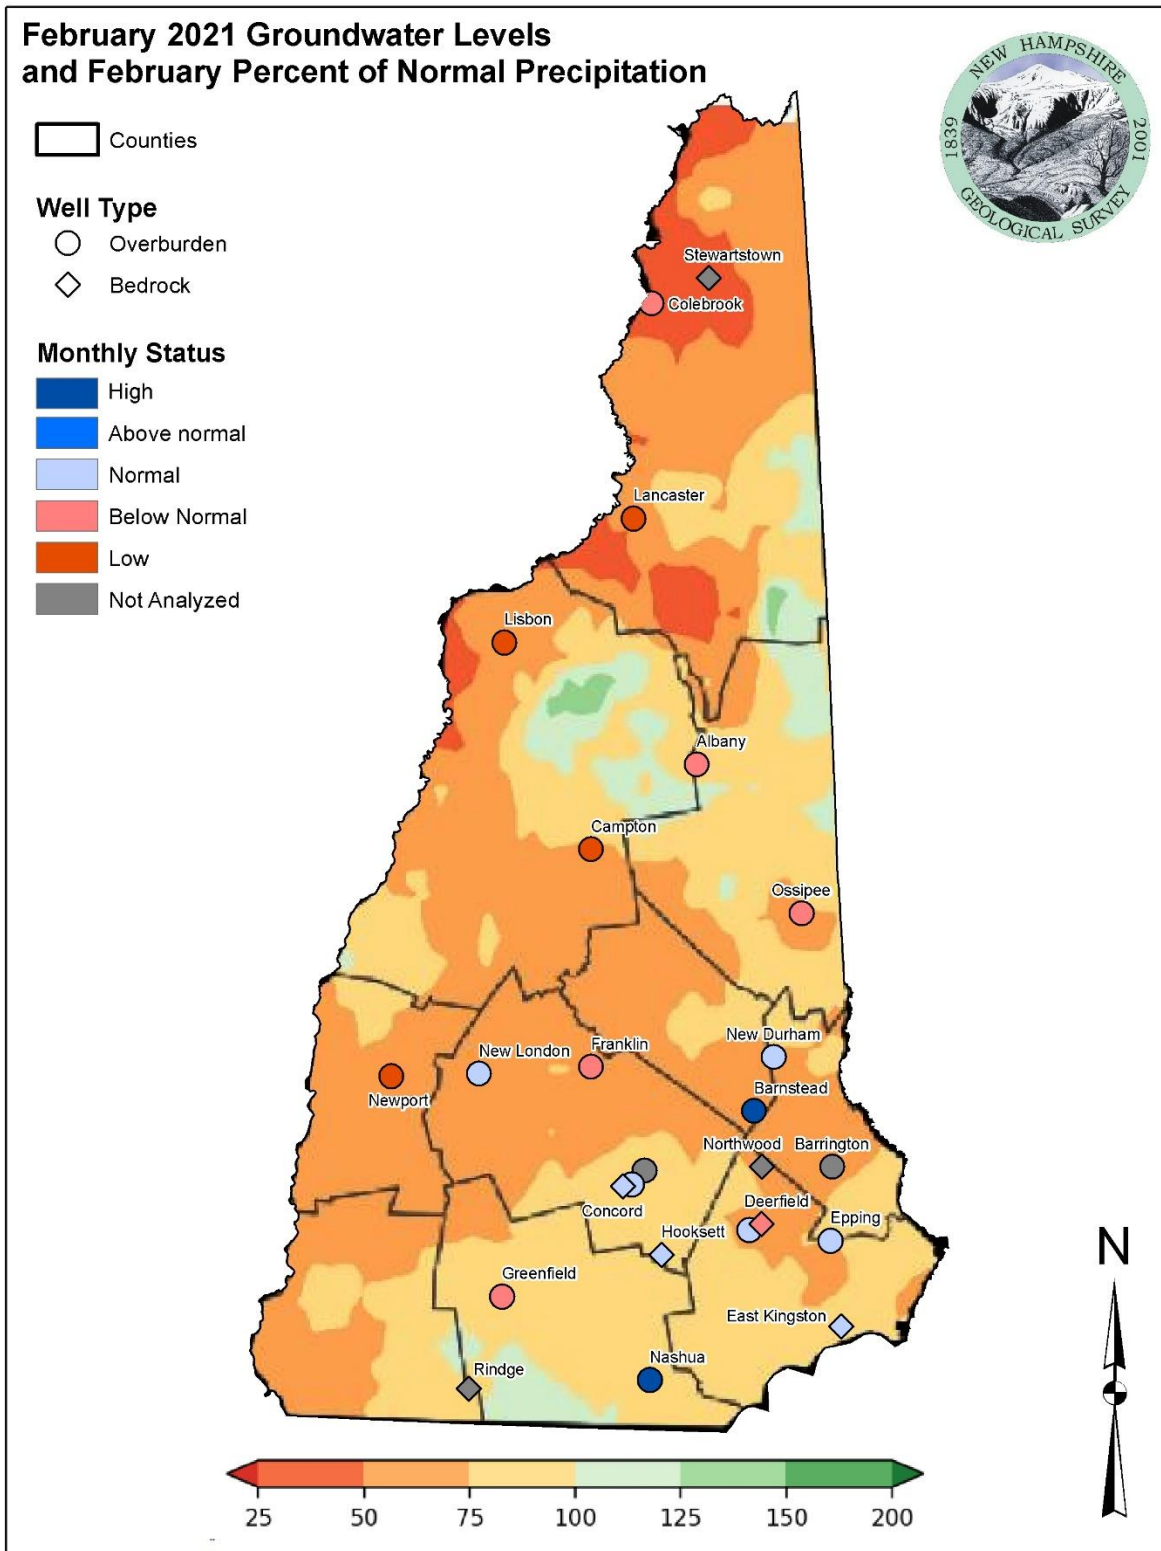 February 2021 Groundwater Levels
and February Percent of Normal Precipitation
NEW HAMPSHIRE
1839
2001
GEOLOGICAL SURVEY
Counties
Well Type
Overburden
Bedrock
Monthly Status
High
Above normal
Normal
Below Normal
Low
Not Analyzed
Stewartstown
Colebrook
Lancaster
Lisbon
Albany
Campton
Ossipee
New Durham
New London
Franklin
Newport
Barnstead
Northwood
Barrington
Concord
Deerfield
Epping
Hooksett
Greenfield
East Kingston
Nashua
Rindge
N
25 50 75 100 125 150 200